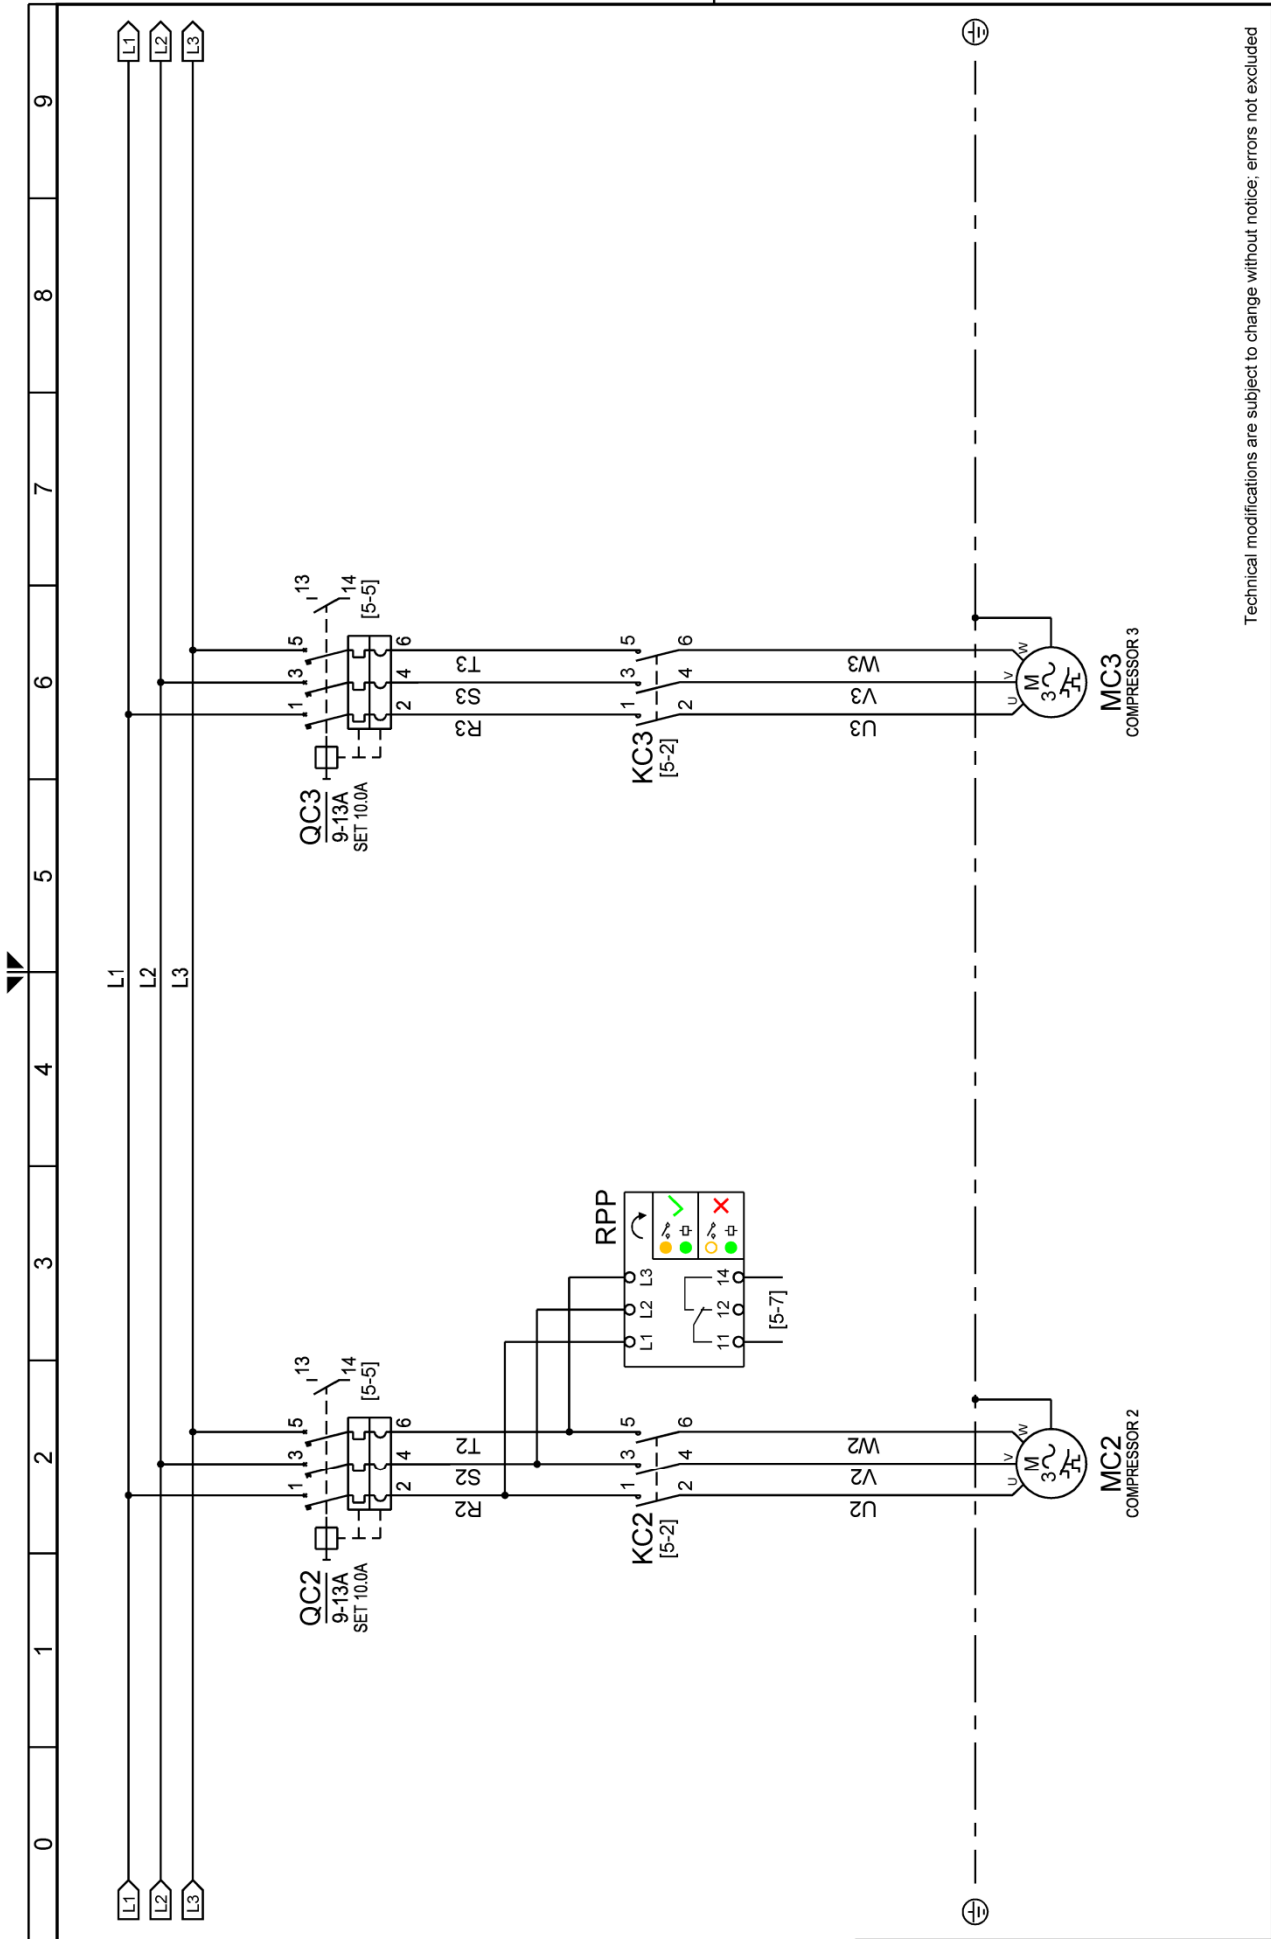 0 1 2 3 4 5 6 7 8 9
L1 L1 L1
L2 L2 L2
L3 L3 L3
QC2
9-13A
SET 10.0A
1 3 5 13
2 4 6 14
[5-5]
R2 S2 T2
QC3
9-13A
SET 10.0A
1 3 5 13
2 4 6 14
[5-5]
R3 S3 T3
RPP
L1 L2 L3
11 12 14
[5-7]
KC2
[5-2]
1 3 5
2 4 6
U2 V2 W2
KC3
[5-2]
1 3 5
2 4 6
U3 V3 W3
U V W
M
3
MC2
COMPRESSOR 2
U V W
M
3
MC3
COMPRESSOR 3
Technical modifications are subject to change without notice; errors not excluded